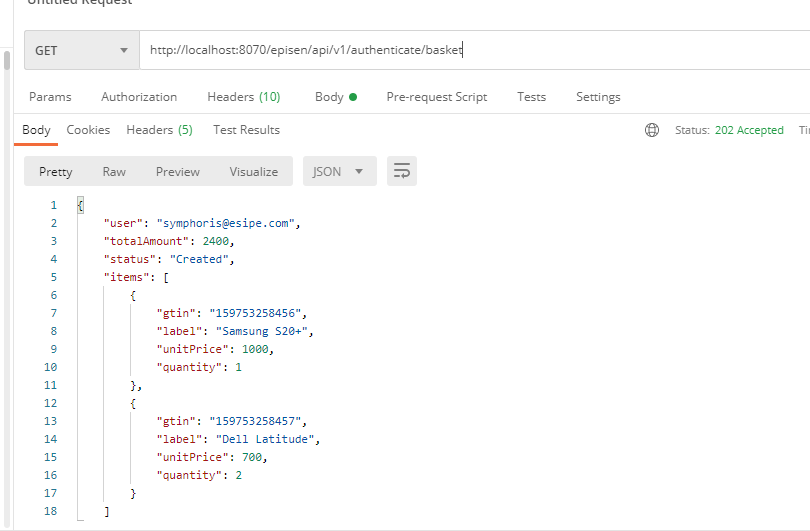 Untitled Request
GET http://localhost:8070/episen/api/v1/authenticate/basket
Params Authorization Headers (10) Body Pre-request Script Tests Settings
Body Cookies Headers (5) Test Results Status: 202 Accepted
Pretty Raw Preview Visualize JSON
1 {
2 "user": "symphoris@esipe.com",
3 "totalAmount": 2400,
4 "status": "Created",
5 "items": [
6 {
7 "gtin": "159753258456",
8 "label": "Samsung S20+",
9 "unitPrice": 1000,
10 "quantity": 1
11 },
12 {
13 "gtin": "159753258457",
14 "label": "Dell Latitude",
15 "unitPrice": 700,
16 "quantity": 2
17 }
18 ]